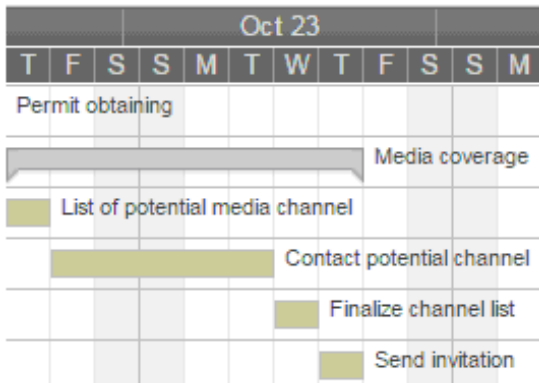 Oct 23
T F S S M T W T F S S M
Permit obtaining
Media coverage
List of potential media channel
Contact potential channel
Finalize channel list
Send invitation